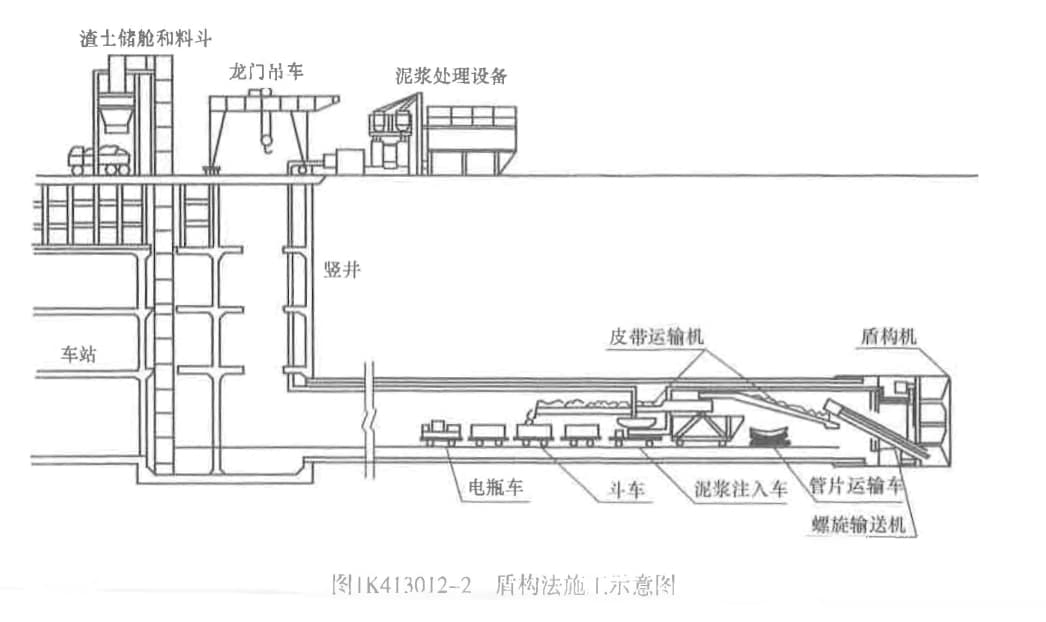 渣土储舱和料斗
龙门吊车
泥浆处理设备
竖井
车站
皮带运输机
盾构机
电瓶车
斗车
泥浆注入车
管片运输车
螺旋输送机
图1K413012-2 盾构法施工示意图